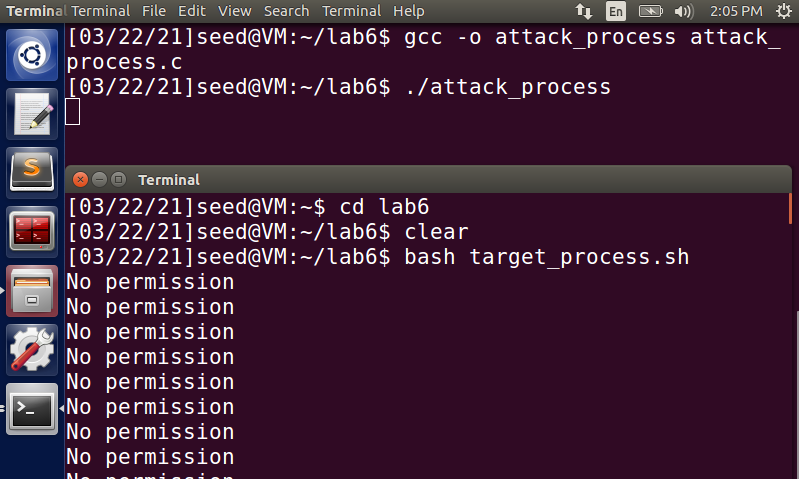 Terminal Terminal File Edit View Search Terminal Help En 2:05 PM
[03/22/21]seed@VM:~/lab6$ gcc -o attack_process attack_
process.c
[03/22/21]seed@VM:~/lab6$ ./attack_process
Terminal
[03/22/21]seed@VM:~$ cd lab6
[03/22/21]seed@VM:~/lab6$ clear
[03/22/21]seed@VM:~/lab6$ bash target_process.sh
No permission
No permission
No permission
No permission
No permission
No permission
No permission
No permission
No permission